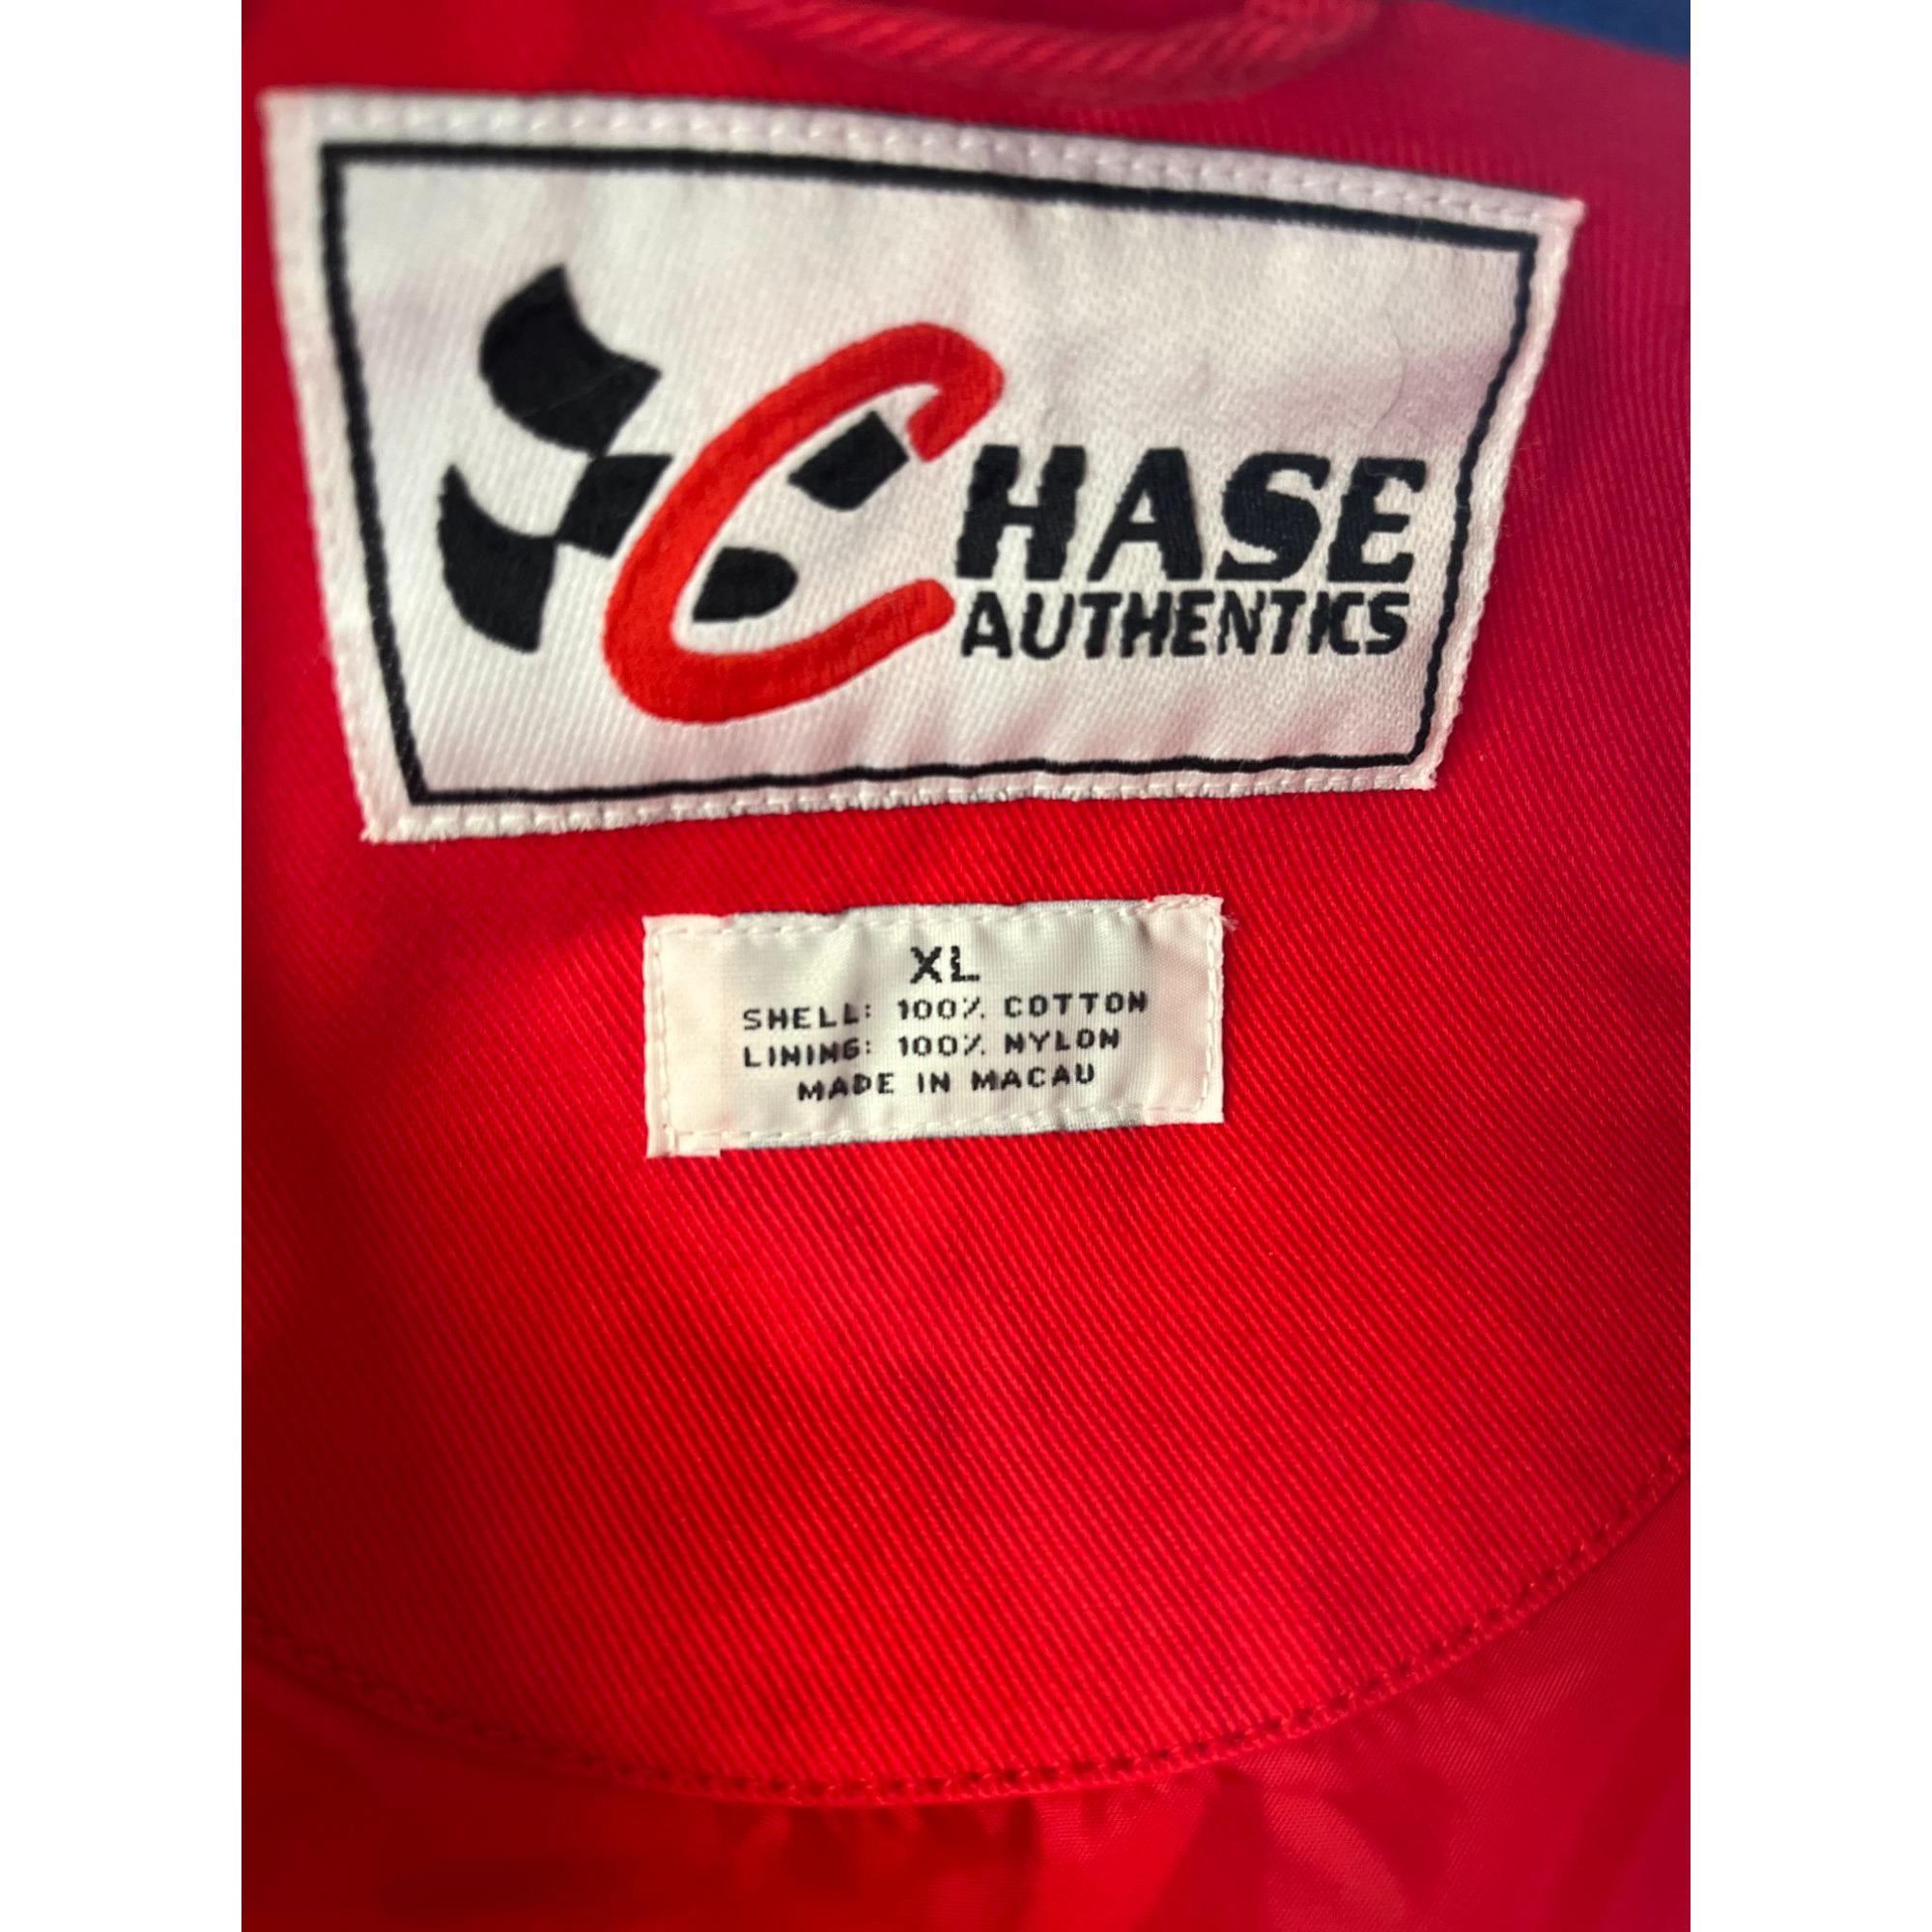 CHASE
AUTHENTICS
XL
SHELL: 100% COTTON
LINING: 100% NYLON
MADE IN MACAU